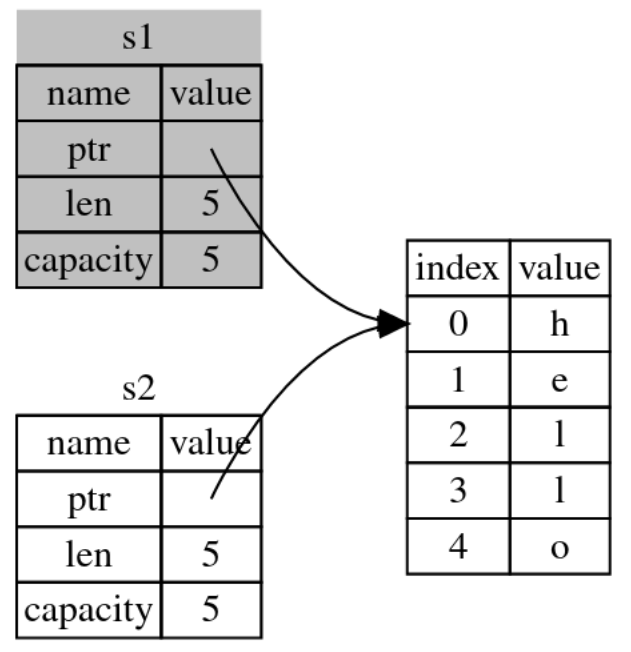 s1
name value
ptr
len 5
capacity 5
s2
name value
ptr
len 5
capacity 5
index value
0 h
1 e
2 l
3 l
4 o